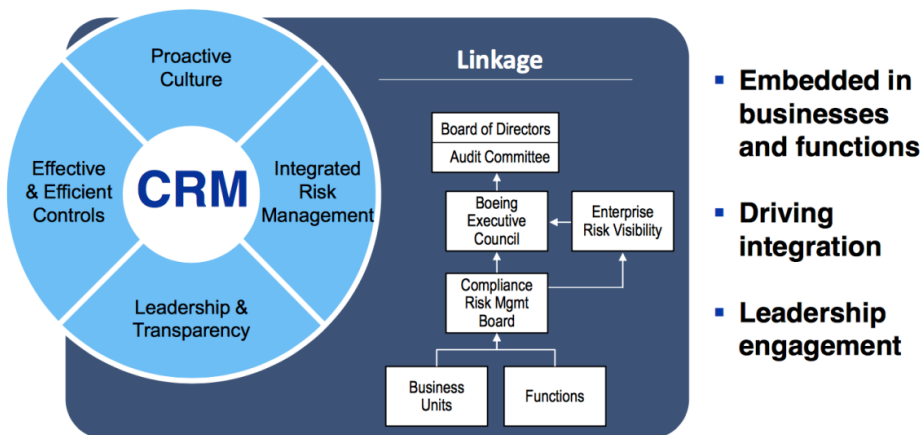 Proactive
Culture
Effective
& Efficient
Controls
CRM
Integrated
Risk
Management
Leadership &
Transparency
Linkage
Board of Directors
Audit Committee
Boeing
Executive
Council
Enterprise
Risk Visibility
Compliance
Risk Mgmt
Board
Business
Units
Functions
▪ Embedded in
businesses
and functions
▪ Driving
integration
▪ Leadership
engagement